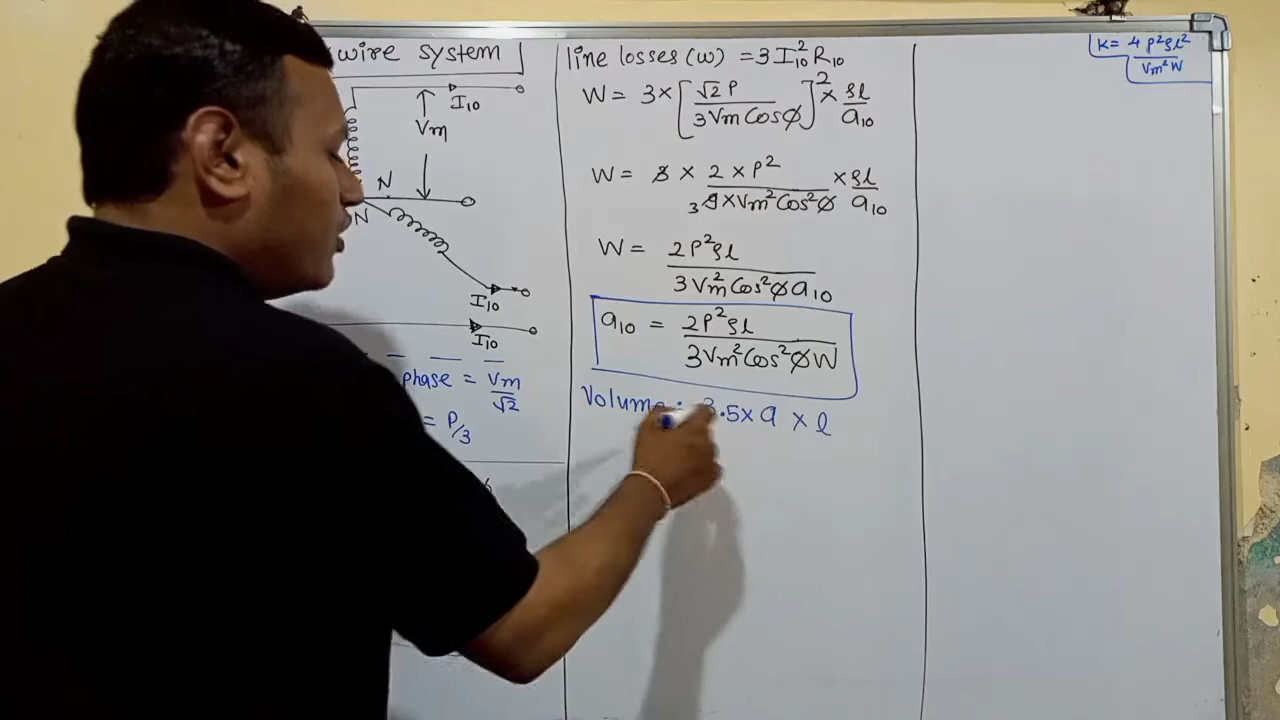 wire system
I₁₀
Vm
N
N
I₁₀
I₁₀
phase = Vm/√2
= P/3
line losses (w) = 3 I₁₀² R₁₀
W = 3 × [√2 P / 3 Vm Cosϕ]² × ρl / a₁₀
W = 3 × 2 × P² / 3 9 × Vm² Cos²ϕ × ρl / a₁₀
W = 2P²ρl / 3 Vm² Cos²ϕ a₁₀
a₁₀ = 2P²ρl / 3Vm² Cos²ϕ W
Volume : 3.5 × a × l
K = 4 P²ρl² / Vm² W